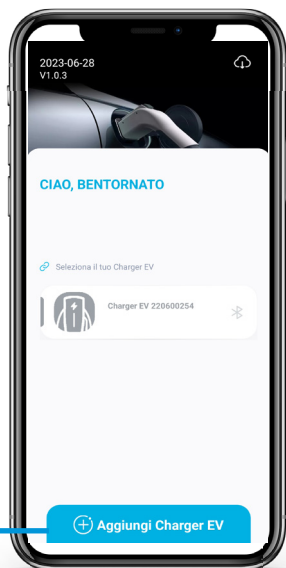 2023-06-28
V1.0.3
CIAO, BENTORNATO
Seleziona il tuo Charger EV
Charger EV 220600254
Aggiungi Charger EV